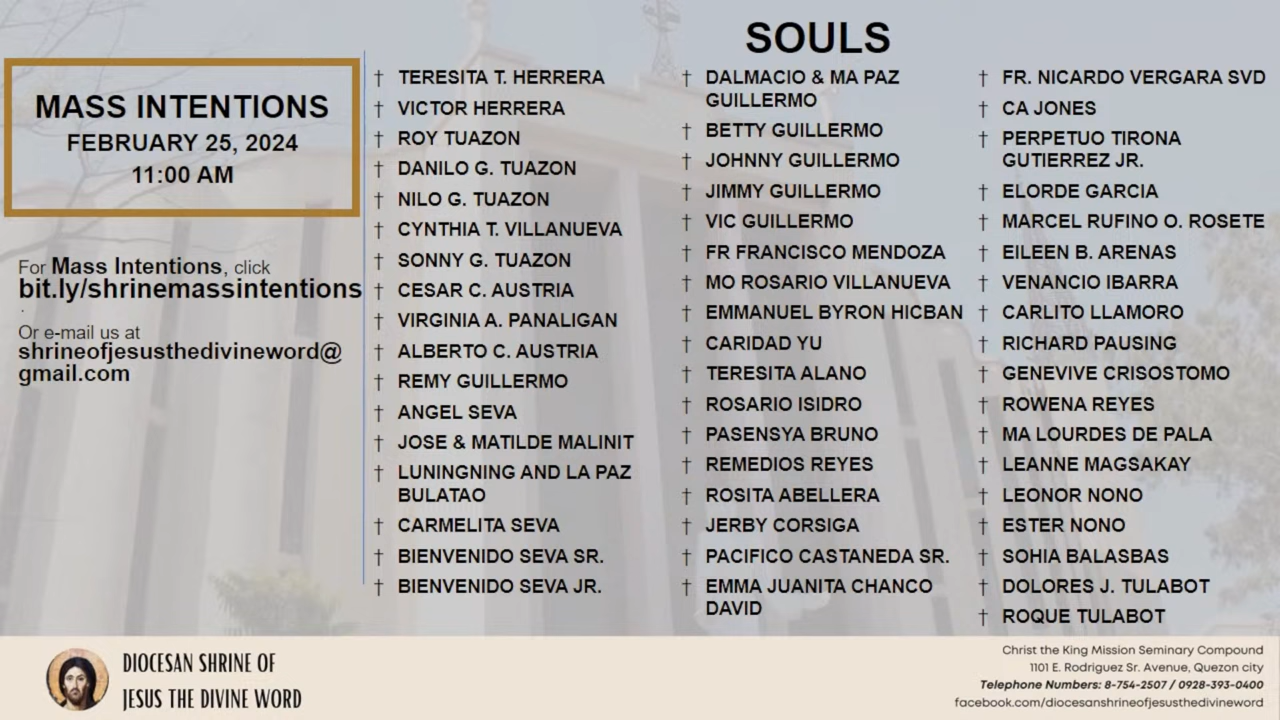 MASS INTENTIONS
FEBRUARY 25, 2024
11:00 AM
For Mass Intentions, click
bit.ly/shrinemassintentions
.
Or e-mail us at
shrineofjesusthedivineword@
gmail.com
SOULS
† TERESITA T. HERRERA
† VICTOR HERRERA
† ROY TUAZON
† DANILO G. TUAZON
† NILO G. TUAZON
† CYNTHIA T. VILLANUEVA
† SONNY G. TUAZON
† CESAR C. AUSTRIA
† VIRGINIA A. PANALIGAN
† ALBERTO C. AUSTRIA
† REMY GUILLERMO
† ANGEL SEVA
† JOSE & MATILDE MALINIT
† LUNINGNING AND LA PAZ
BULATAO
† CARMELITA SEVA
† BIENVENIDO SEVA SR.
† BIENVENIDO SEVA JR.
† DALMACIO & MA PAZ
GUILLERMO
† BETTY GUILLERMO
† JOHNNY GUILLERMO
† JIMMY GUILLERMO
† VIC GUILLERMO
† FR FRANCISCO MENDOZA
† MO ROSARIO VILLANUEVA
† EMMANUEL BYRON HICBAN
† CARIDAD YU
† TERESITA ALANO
† ROSARIO ISIDRO
† PASENSYA BRUNO
† REMEDIOS REYES
† ROSITA ABELLERA
† JERBY CORSIGA
† PACIFICO CASTANEDA SR.
† EMMA JUANITA CHANCO
DAVID
† FR. NICARDO VERGARA SVD
† CA JONES
† PERPETUO TIRONA
GUTIERREZ JR.
† ELORDE GARCIA
† MARCEL RUFINO O. ROSETE
† EILEEN B. ARENAS
† VENANCIO IBARRA
† CARLITO LLAMORO
† RICHARD PAUSING
† GENEVIVE CRISOSTOMO
† ROWENA REYES
† MA LOURDES DE PALA
† LEANNE MAGSAKAY
† LEONOR NONO
† ESTER NONO
† SOHIA BALASBAS
† DOLORES J. TULABOT
† ROQUE TULABOT
DIOCESAN SHRINE OF
JESUS THE DIVINE WORD
Christ the King Mission Seminary Compound
1101 E. Rodriguez Sr. Avenue, Quezon city
Telephone Numbers: 8-754-2507 / 0928-393-0400
facebook.com/diocesanshrineofjesusthedivineword